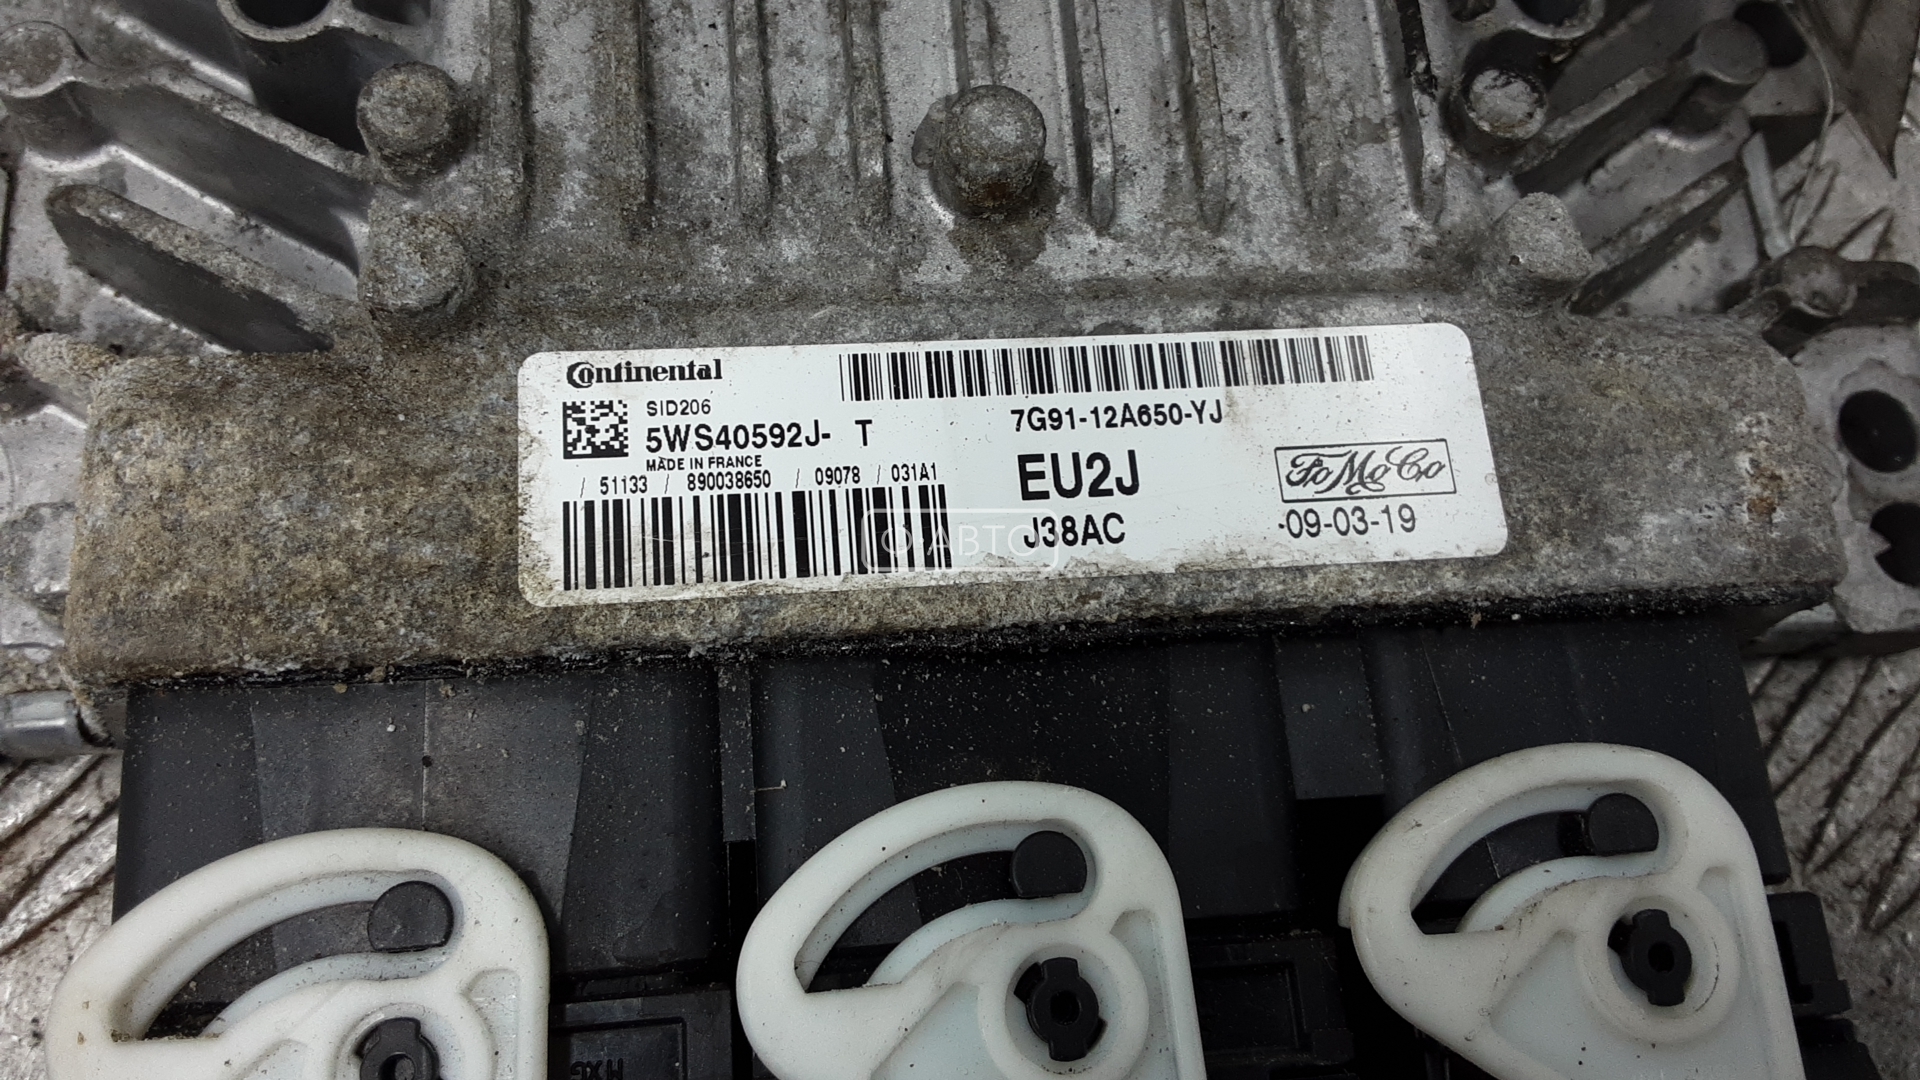 Continental
SID206
5WS40592J- T
MADE IN FRANCE
/ 51133 / 890038650 / 09078 / 031A1
7G91-12A650-YJ
EU2J
J38AC
FoMoCo
-09-03-19
АВТО